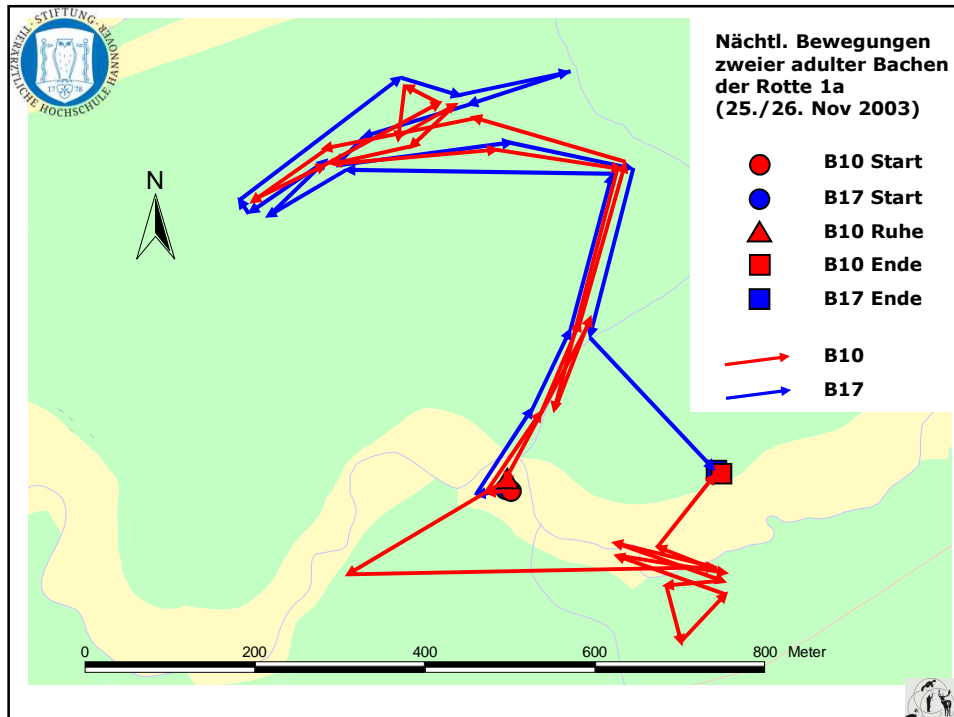 STIFTUNG · TIERÄRZTLICHE HOCHSCHULE HANNOVER
17 78
Nächtl. Bewegungen
zweier adulter Bachen
der Rotte 1a
(25./26. Nov 2003)
N
B10 Start
B17 Start
B10 Ruhe
B10 Ende
B17 Ende
B10
B17
0 200 400 600 800 Meter